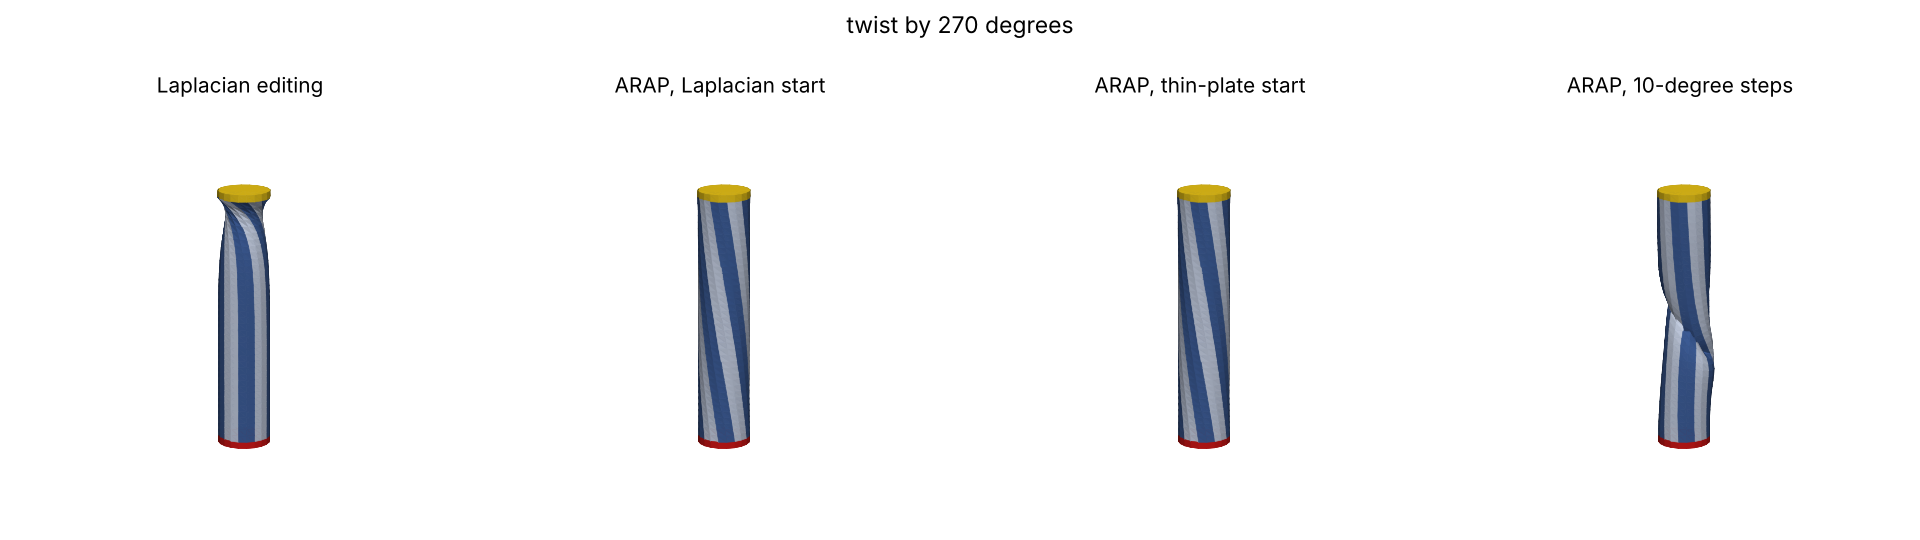 twist by 270 degrees
Laplacian editing
ARAP, Laplacian start
ARAP, thin-plate start
ARAP, 10-degree steps